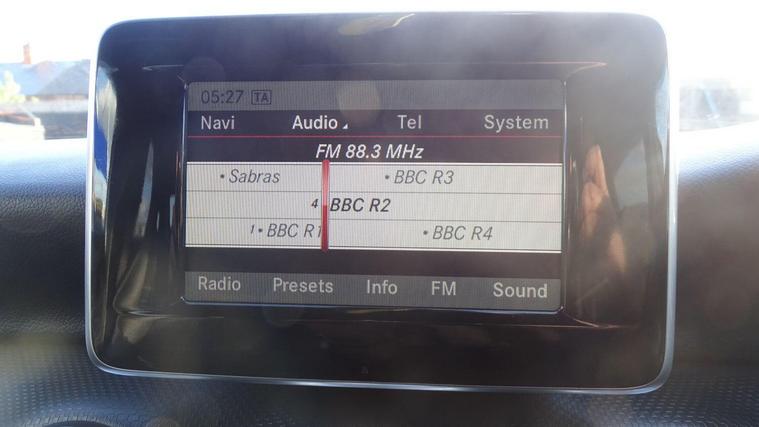 05:27 TA
Navi Audio Tel System
FM 88.3 MHz
• Sabras • BBC R3
4 BBC R2
1 • BBC R1 • BBC R4
Radio Presets Info FM Sound